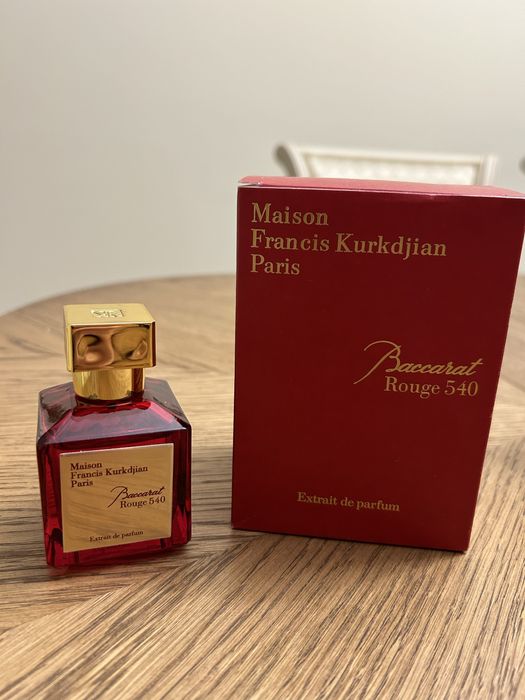 Maison
Francis Kurkdjian
Paris
Baccarat
Rouge 540
Extrait de parfum
Maison
Francis Kurkdjian
Paris
Baccarat
Rouge 540
Extrait de parfum